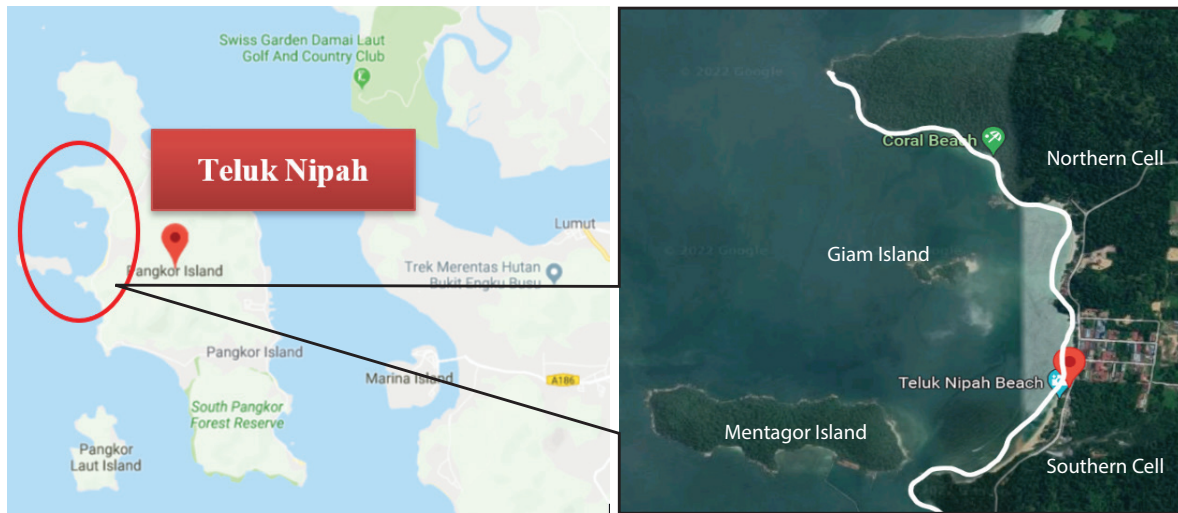 Swiss Garden Damai Laut
Golf And Country Club
Teluk Nipah
Lumut
Pangkor Island
Trek Merentas Hutan
Bukit Engku Busu
Pangkor Island
Marina Island
A186
South Pangkor
Forest Reserve
Pangkor
Laut Island
© 2022 Google
Coral Beach
Northern Cell
© 2022 Google
Giam Island
Teluk Nipah Beach
Mentagor Island
Southern Cell